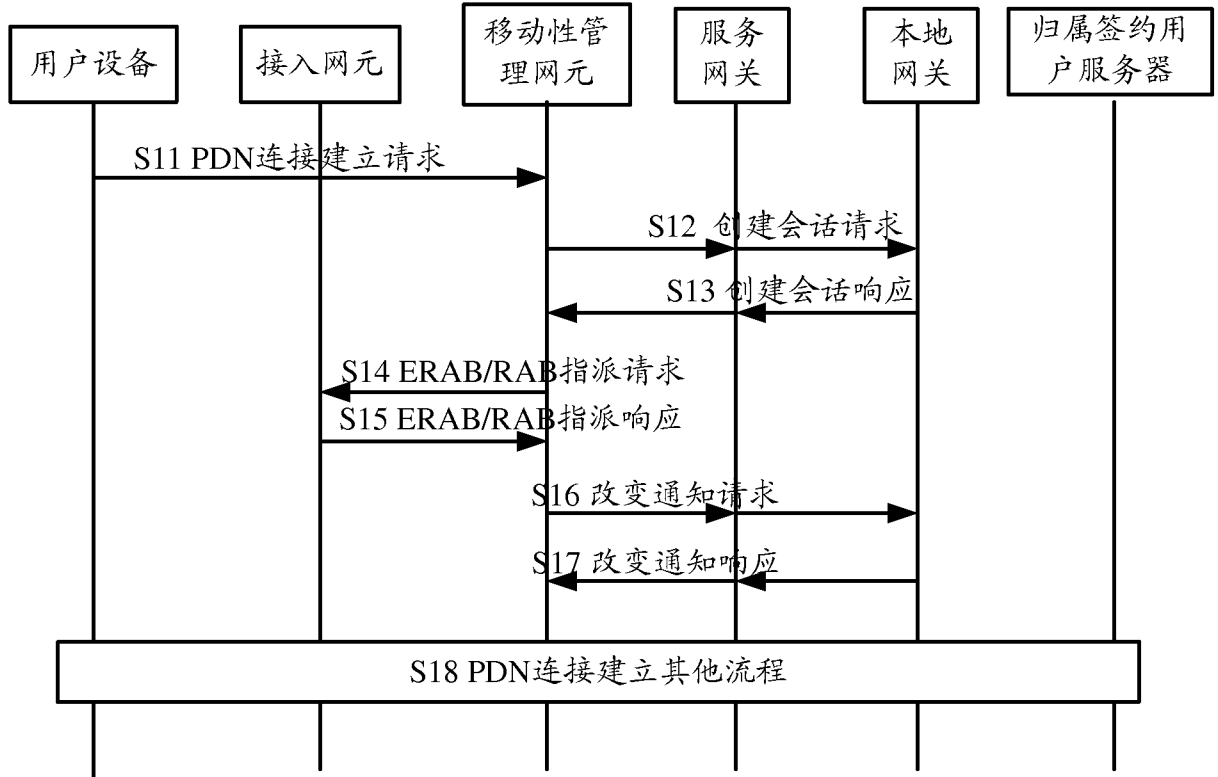 用户设备
接入网元
移动性管
理网元
服务
网关
本地
网关
归属签约用
户服务器
S11 PDN连接建立请求
S12 创建会话请求
S13 创建会话响应
S14 ERAB/RAB指派请求
S15 ERAB/RAB指派响应
S16 改变通知请求
S17 改变通知响应
S18 PDN连接建立其他流程